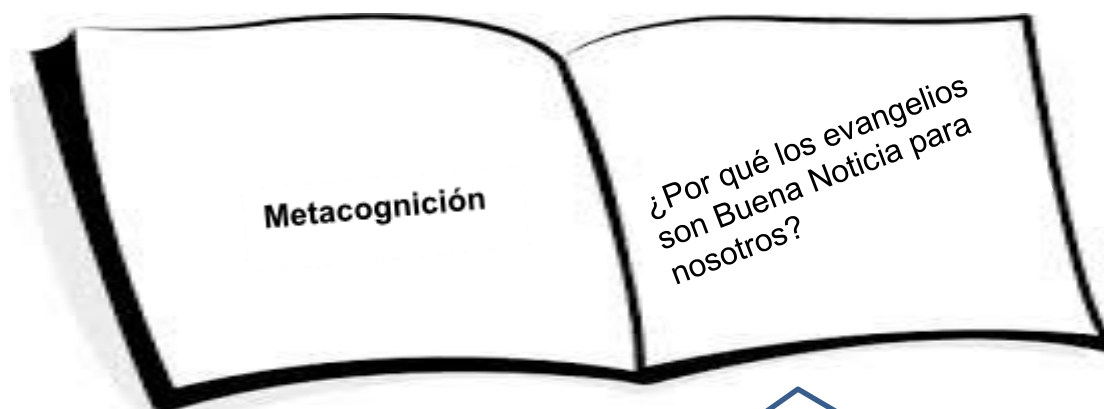 Metacognición
¿Por qué los evangelios
son Buena Noticia para
nosotros?